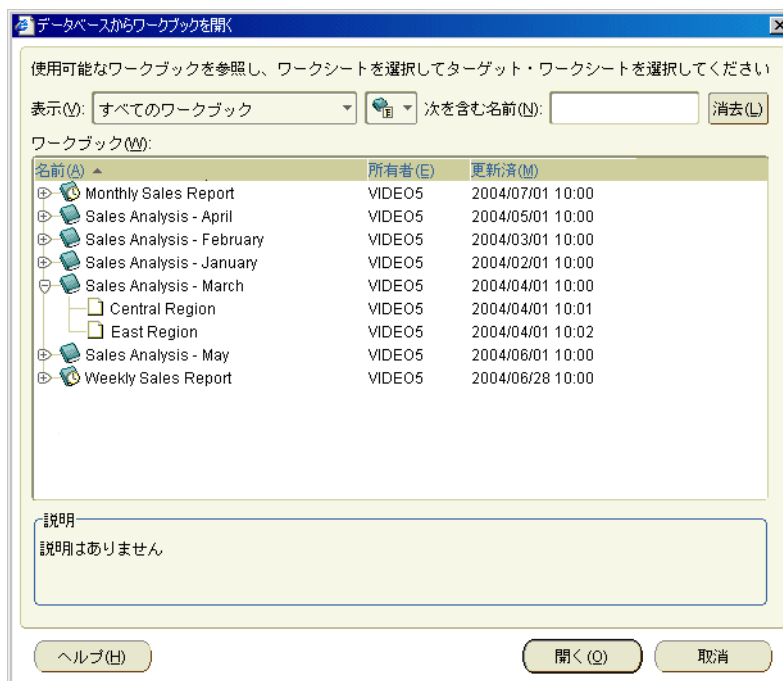 データベースからワークブックを開く
使用可能なワークブックを参照し、ワークシートを選択してターゲット・ワークシートを選択してください
表示(V): すべてのワークブック 次を含む名前(N): 消去(L)
ワークブック(W):
名前(A) 所有者(E) 更新済(M)
Monthly Sales Report VIDEO5 2004/07/01 10:00
Sales Analysis - April VIDEO5 2004/05/01 10:00
Sales Analysis - February VIDEO5 2004/03/01 10:00
Sales Analysis - January VIDEO5 2004/02/01 10:00
Sales Analysis - March VIDEO5 2004/04/01 10:00
Central Region VIDEO5 2004/04/01 10:01
East Region VIDEO5 2004/04/01 10:02
Sales Analysis - May VIDEO5 2004/06/01 10:00
Weekly Sales Report VIDEO5 2004/06/28 10:00
説明
説明はありません
ヘルプ(H) 開く(O) 取消